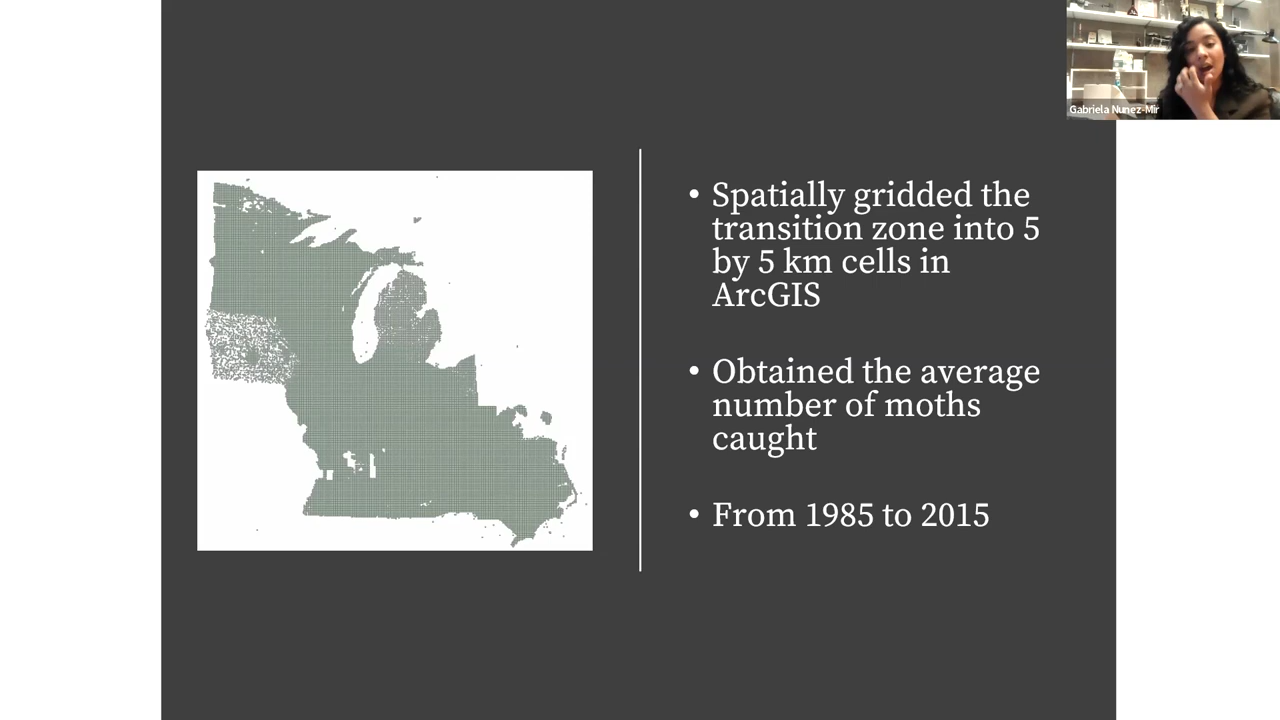 Gabriela Nunez-Mir
• Spatially gridded the
transition zone into 5
by 5 km cells in
ArcGIS
• Obtained the average
number of moths
caught
• From 1985 to 2015